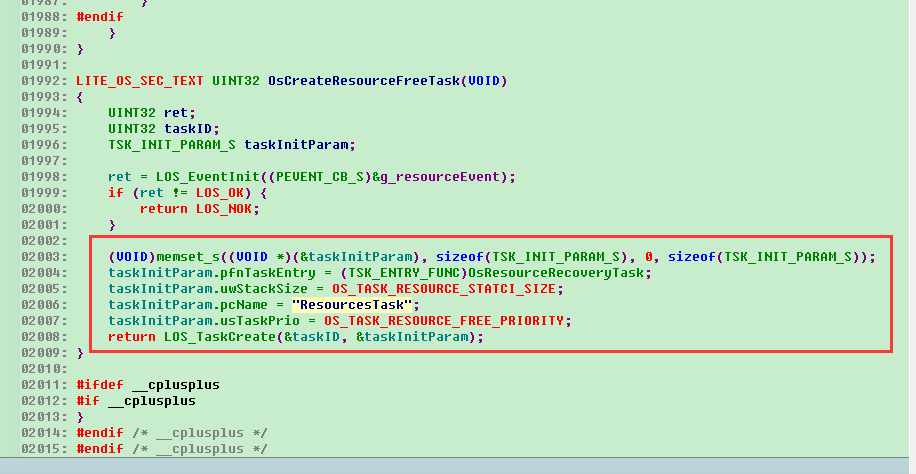 01987:         }
01988: #endif
01989:     }
01990: }
01991:
01992: LITE_OS_SEC_TEXT UINT32 OsCreateResourceFreeTask(VOID)
01993: {
01994:     UINT32 ret;
01995:     UINT32 taskID;
01996:     TSK_INIT_PARAM_S taskInitParam;
01997:
01998:     ret = LOS_EventInit((PEVENT_CB_S)&g_resourceEvent);
01999:     if (ret != LOS_OK) {
02000:         return LOS_NOK;
02001:     }
02002:
02003:     (VOID)memset_s((VOID *)(&taskInitParam), sizeof(TSK_INIT_PARAM_S), 0, sizeof(TSK_INIT_PARAM_S));
02004:     taskInitParam.pfnTaskEntry = (TSK_ENTRY_FUNC)OsResourceRecoveryTask;
02005:     taskInitParam.uwStackSize = OS_TASK_RESOURCE_STATCI_SIZE;
02006:     taskInitParam.pcName = "ResourcesTask";
02007:     taskInitParam.usTaskPrio = OS_TASK_RESOURCE_FREE_PRIORITY;
02008:     return LOS_TaskCreate(&taskID, &taskInitParam);
02009: }
02010:
02011: #ifdef __cplusplus
02012: #if __cplusplus
02013: }
02014: #endif /* __cplusplus */
02015: #endif /* __cplusplus */